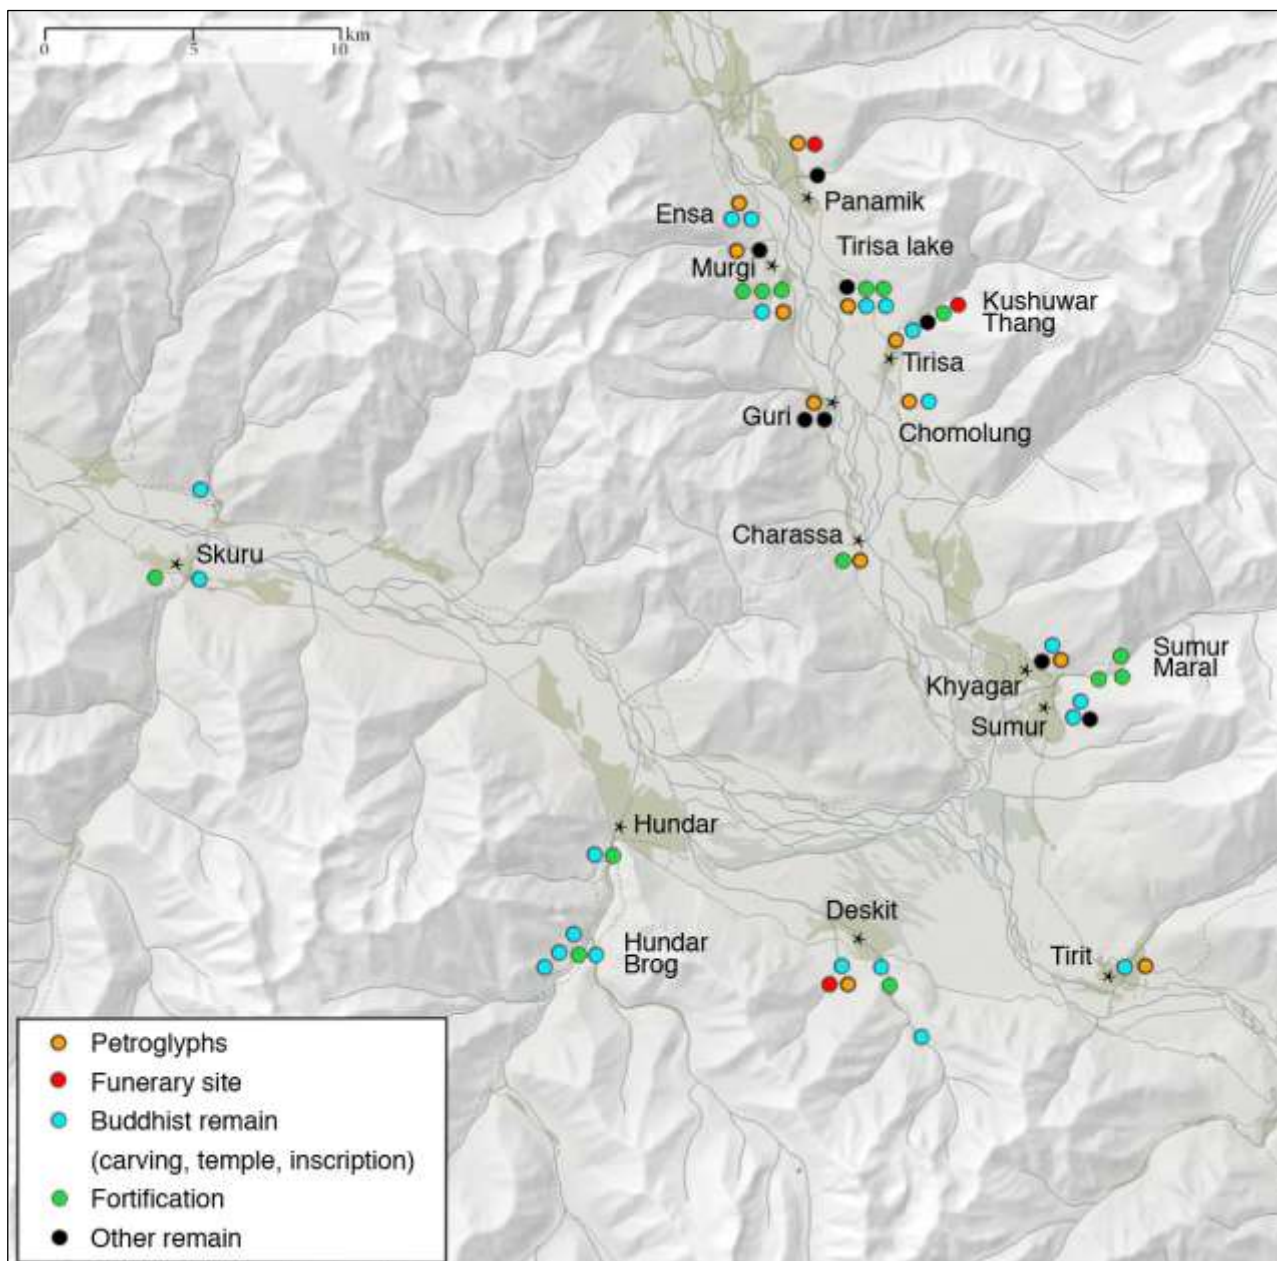 km
0 5 10
Panamik
Ensa
Tirisa lake
Murgi
Kushuwar
Thang
Tirisa
Guri
Chomolung
Charassa
Skuru
Sumur
Maral
Khyagar
Sumur
Hundar
Deskit
Hundar
Brog
Tirit
Petroglyphs
Funerary site
Buddhist remain
(carving, temple, inscription)
Fortification
Other remain